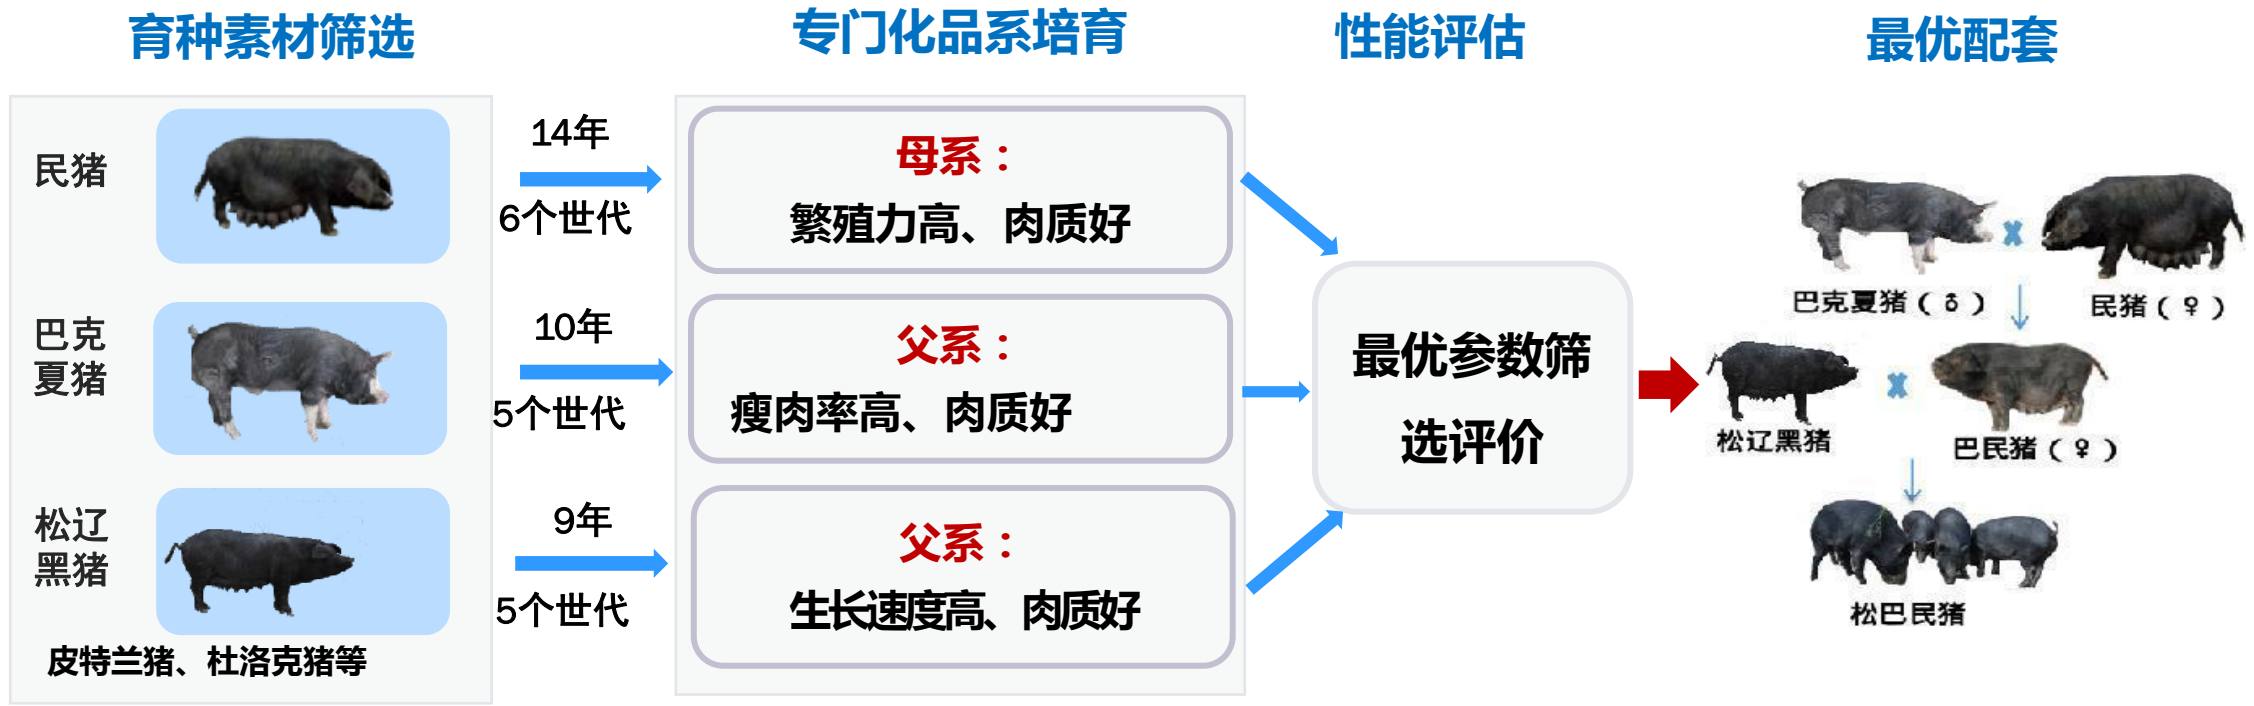 育种素材筛选
专门化品系培育
性能评估
最优配套
民猪
14年
6个世代
母系：
繁殖力高、肉质好
巴克
夏猪
10年
5个世代
父系：
瘦肉率高、肉质好
松辽
黑猪
9年
5个世代
父系：
生长速度高、肉质好
皮特兰猪、杜洛克猪等
最优参数筛
选评价
x
巴克夏猪（♂）
民猪（♀）
x
松辽黑猪
巴民猪（♀）
松巴民猪